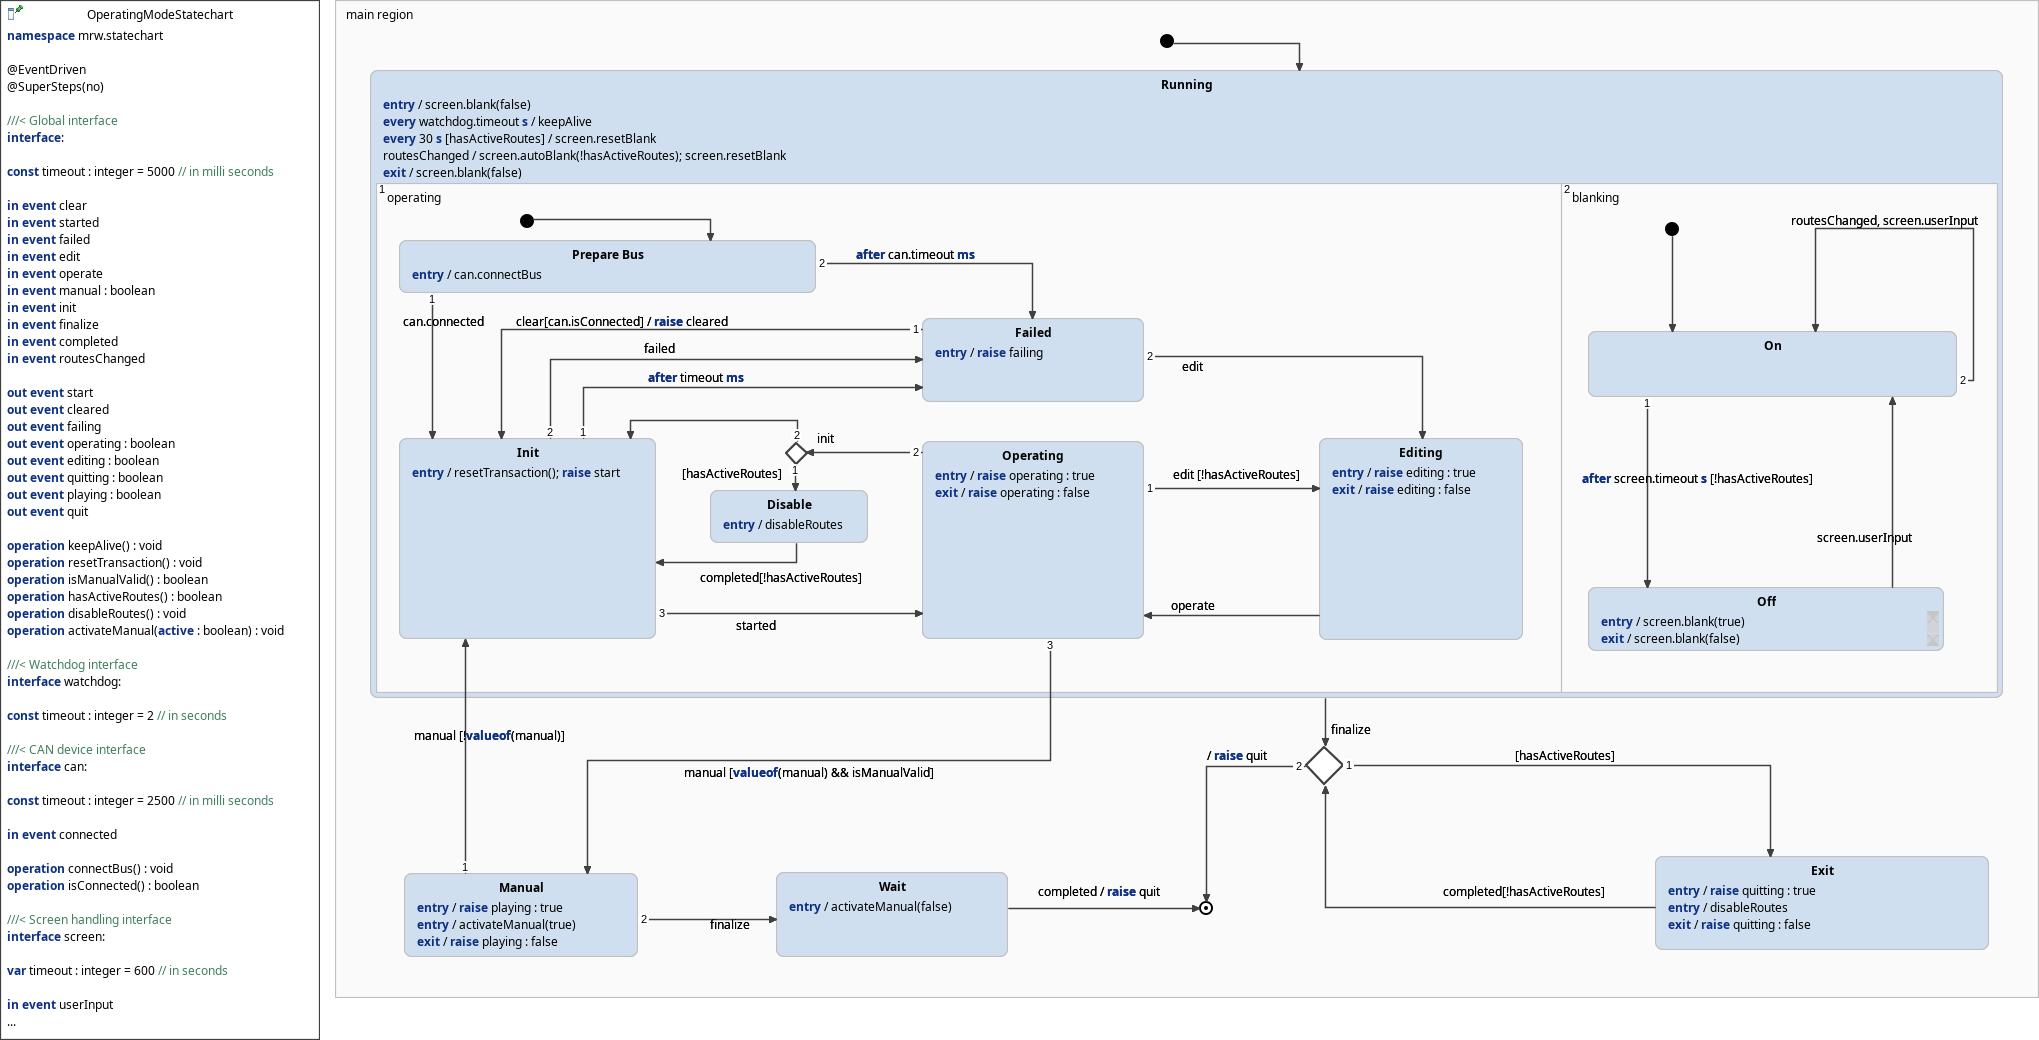 OperatingModeStatechart
namespace mrw.statechart
@EventDriven
@SuperSteps(no)
///< Global interface
interface:
const timeout : integer = 5000 // in milli seconds
in event clear
in event started
in event failed
in event edit
in event operate
in event manual : boolean
in event init
in event finalize
in event completed
in event routesChanged
out event start
out event cleared
out event failing
out event operating : boolean
out event editing : boolean
out event quitting : boolean
out event playing : boolean
out event quit
operation keepAlive() : void
operation resetTransaction() : void
operation isManualValid() : boolean
operation hasActiveRoutes() : boolean
operation disableRoutes() : void
operation activateManual(active : boolean) : void
///< Watchdog interface
interface watchdog:
const timeout : integer = 2 // in seconds
///< CAN device interface
interface can:
const timeout : integer = 2500 // in milli seconds
in event connected
operation connectBus() : void
operation isConnected() : boolean
///< Screen handling interface
interface screen:
var timeout : integer = 600 // in seconds
in event userInput
...
main region
Running
entry / screen.blank(false)
every watchdog.timeout s / keepAlive
every 30 s [hasActiveRoutes] / screen.resetBlank
routesChanged / screen.autoBlank(!hasActiveRoutes); screen.resetBlank
exit / screen.blank(false)
1
operating
Prepare Bus
entry / can.connectBus
2
after can.timeout ms
1
can.connected
clear[can.isConnected] / raise cleared
1
Failed
entry / raise failing
failed
after timeout ms
2
edit
2
1
Init
entry / resetTransaction(); raise start
2
init
2
[hasActiveRoutes]
1
Disable
entry / disableRoutes
completed[!hasActiveRoutes]
3
started
Operating
entry / raise operating : true
exit / raise operating : false
1
edit [!hasActiveRoutes]
Editing
entry / raise editing : true
exit / raise editing : false
operate
3
2
blanking
routesChanged, screen.userInput
On
2
1
after screen.timeout s [!hasActiveRoutes]
screen.userInput
Off
entry / screen.blank(true)
exit / screen.blank(false)
manual [!valueof(manual)]
manual [valueof(manual) && isManualValid]
finalize
/ raise quit
2
1
[hasActiveRoutes]
1
Manual
entry / raise playing : true
entry / activateManual(true)
exit / raise playing : false
2
finalize
Wait
entry / activateManual(false)
completed / raise quit
completed[!hasActiveRoutes]
Exit
entry / raise quitting : true
entry / disableRoutes
exit / raise quitting : false